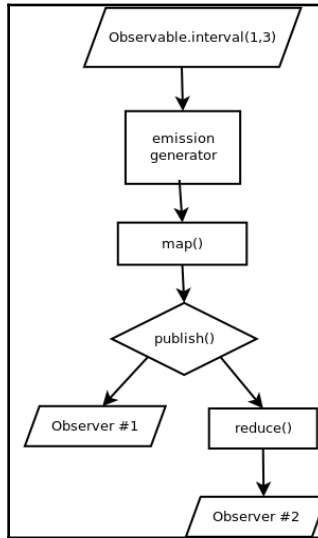 Observable.interval(1,3)
emission
generator
map()
publish()
Observer #1
reduce()
Observer #2